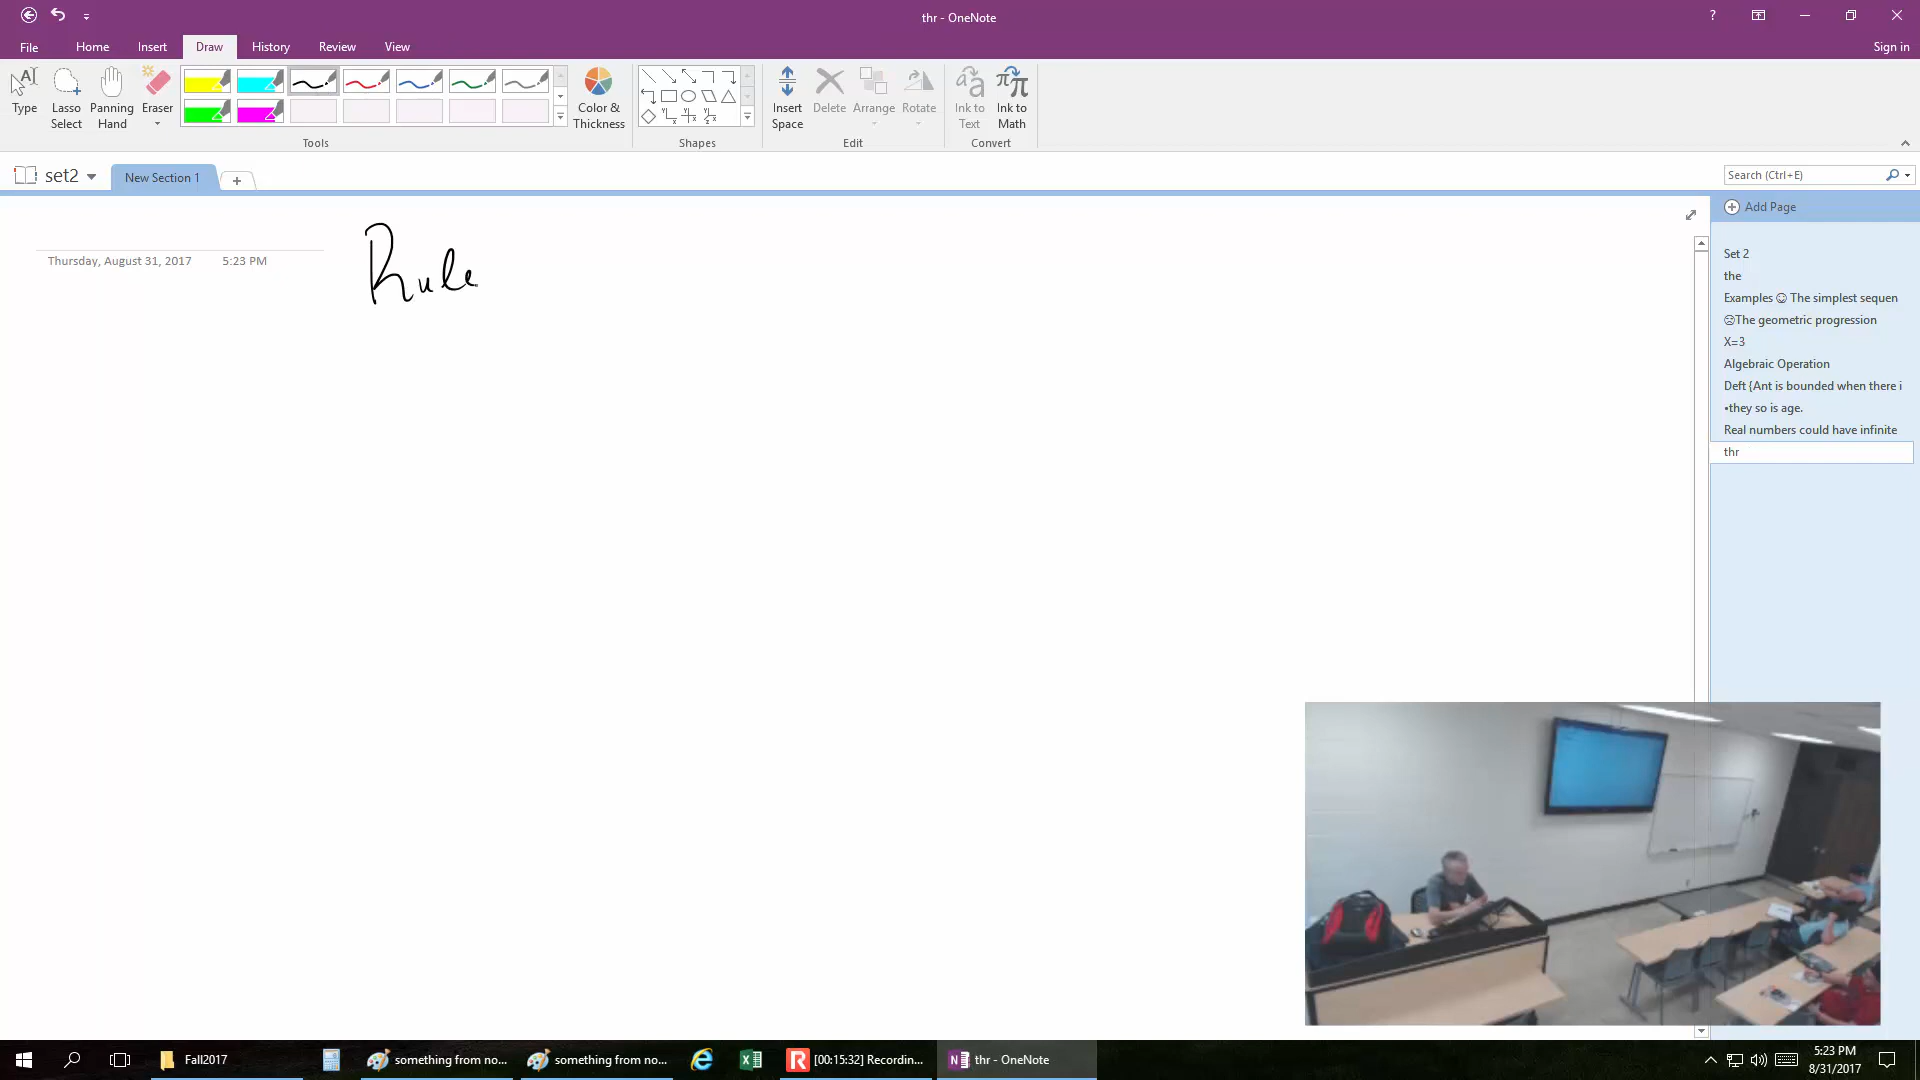 thr - OneNote
?
File
Home
Insert
Draw
History
Review
View
Sign in
Type
Lasso Select
Panning Hand
Eraser
Color & Thickness
Insert Space
Delete
Arrange
Rotate
Ink to Text
Ink to Math
Tools
Shapes
Edit
Convert
set2
New Section 1
Search (Ctrl+E)
Add Page
Thursday, August 31, 2017 5:23 PM
Rule
Set 2
the
Examples ☺ The simplest sequen
☹The geometric progression
X=3
Algebraic Operation
Deft {Ant is bounded when there i
•they so is age.
Real numbers could have infinite
thr
Fall2017
something from no...
something from no...
[00:15:32] Recordin...
thr - OneNote
5:23 PM
8/31/2017